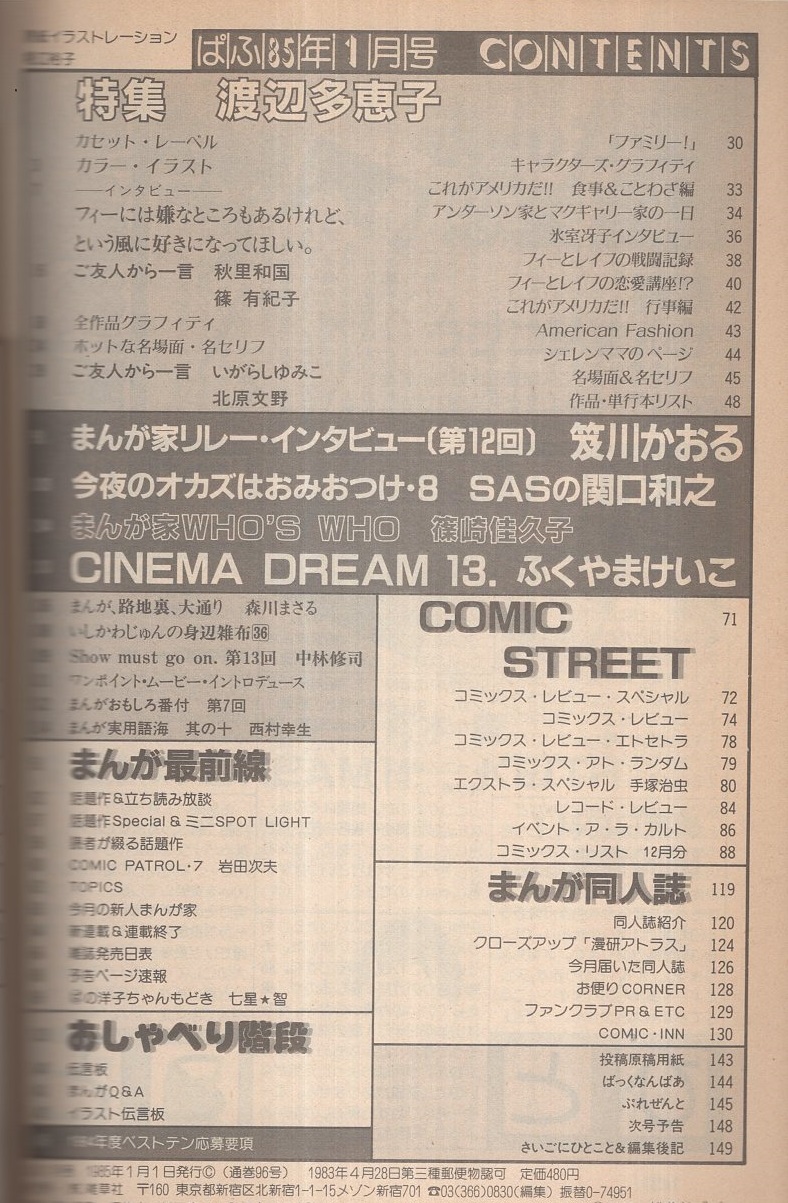 イラストレーション
ぱふ85年1月号 CONTENTS
特集 渡辺多恵子
カセット・レーベル
カラー・イラスト
──インタビュー──
フィーには嫌なところもあるけれど、
という風に好きになってほしい。
ご友人から一言 秋里和国
篠 有紀子
全作品グラフィティ
ホットな名場面・名セリフ
ご友人から一言 いがらしゆみこ
北原文野
「ファミリー!」 30
キャラクターズ・グラフィティ
これがアメリカだ!! 食事&ことわざ編 33
アンダーソン家とマクギャリー家の一日 34
氷室冴子インタビュー 36
フィーとレイフの戦闘記録 38
フィーとレイフの恋愛講座!? 40
これがアメリカだ!! 行事編 42
American Fashion 43
シェレンママのページ 44
名場面&名セリフ 45
作品・単行本リスト 48
まんが家リレー・インタビュー(第12回) 笈川かおる
今夜のオカズはおみおつけ・8 SASの関口和之
まんが家WHO'S WHO 篠崎佳久子
CINEMA DREAM 13. ふくやまけいこ
まんが、路地裏、大通り 森川まさる
いしかわじゅんの身辺雑布36
Show must go on. 第13回 中林修司
ワンポイント・ムービー・イントロデュース
まんがおもしろ番付 第7回
まんが実用語海 其の十 西村幸生
まんが最前線
話題作&立ち読み放談
話題作Special & ミニSPOT LIGHT
読者が綴る話題作
COMIC PATROL・7 岩田次夫
TOPICS
今月の新人まんが家
新連載&連載終了
雑誌発売日表
予告ページ速報
の洋子ちゃんもどき 七星★智
おしゃべり階段
伝言板
まんがQ&A
イラスト伝言板
1984年度ベストテン応募要項
COMIC STREET 71
コミックス・レビュー・スペシャル 72
コミックス・レビュー 74
コミックス・レビュー・エトセトラ 78
コミックス・アト・ランダム 79
エクストラ・スペシャル 手塚治虫 80
レコード・レビュー 84
イベント・ア・ラ・カルト 86
コミックス・リスト 12月分 88
まんが同人誌 119
同人誌紹介 120
クローズアップ「漫研アトラス」 124
今月届いた同人誌 126
お便りCORNER 128
ファンクラブPR & ETC 129
COMIC・INN 130
投稿原稿用紙 143
ばっくなんばあ 144
ぷれぜんと 145
次号予告 148
さいごにひとこと&編集後記 149
1985年1月1日発行©(通巻96号) 1983年4月28日第三種郵便物認可 定価480円
〒160 東京都新宿区北新宿1-1-15メゾン新宿701 ☎03(366)0830(編集) 振替0-74951